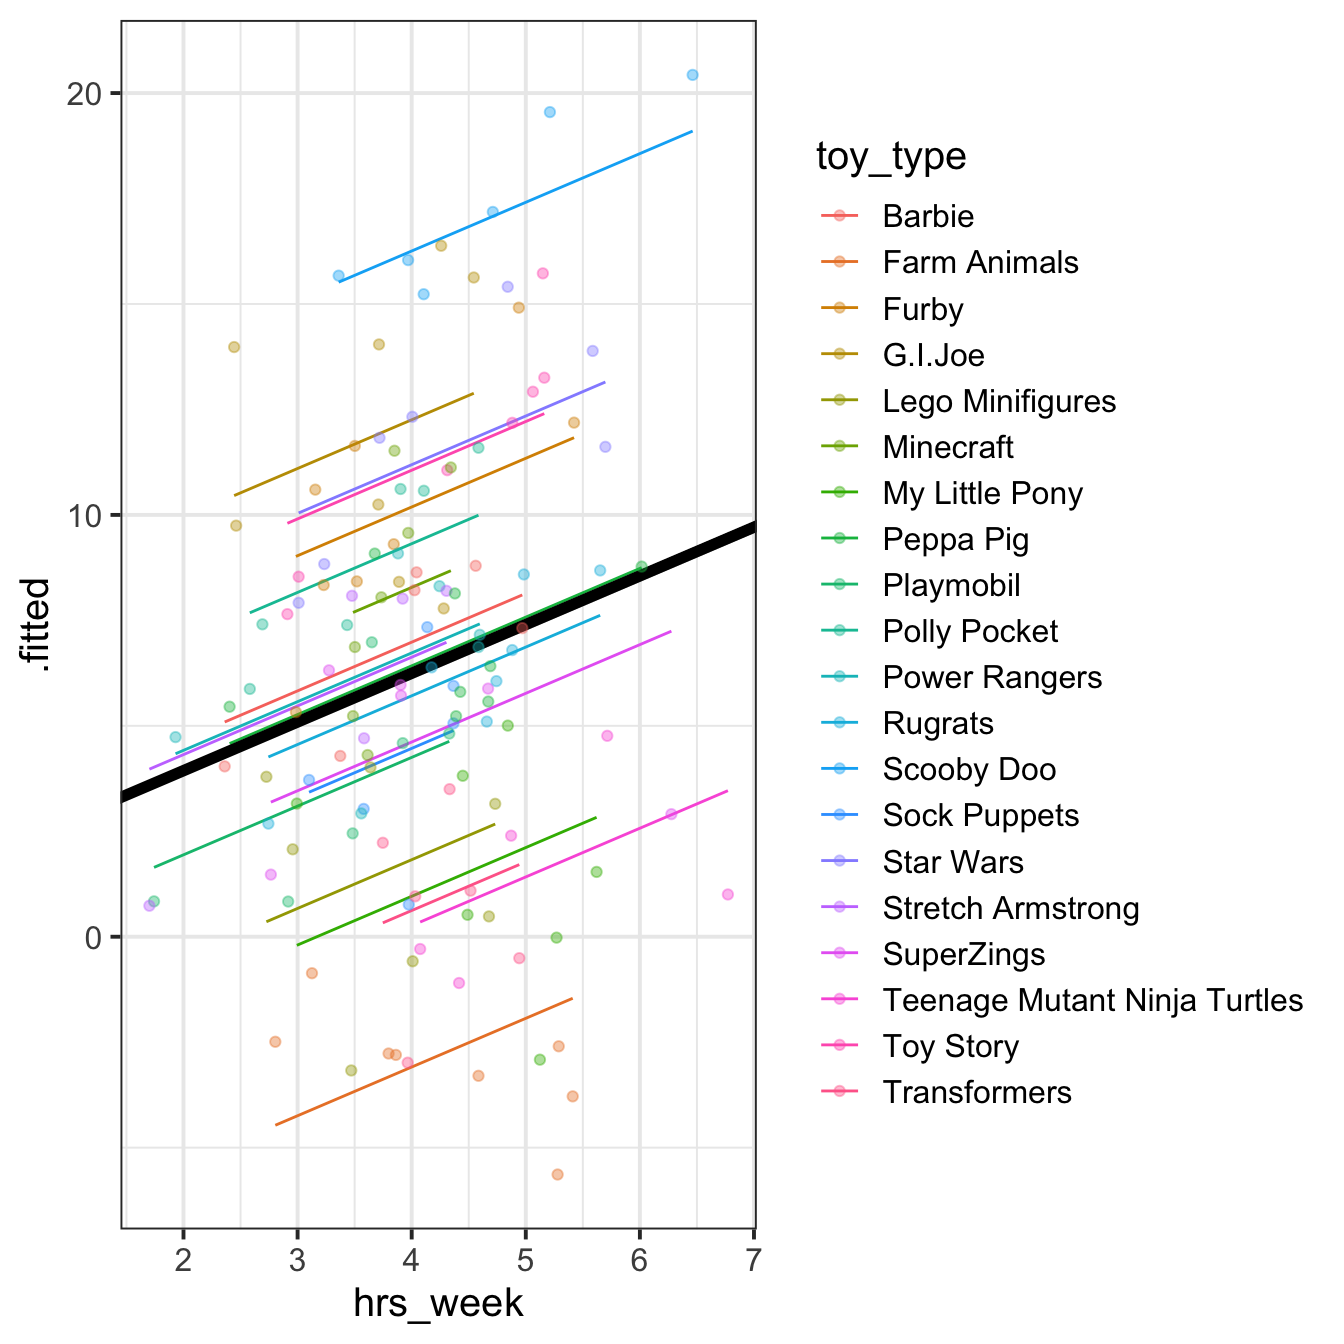 20
10
0
.fitted
2 3 4 5 6 7
hrs_week
toy_type
Barbie
Farm Animals
Furby
G.I.Joe
Lego Minifigures
Minecraft
My Little Pony
Peppa Pig
Playmobil
Polly Pocket
Power Rangers
Rugrats
Scooby Doo
Sock Puppets
Star Wars
Stretch Armstrong
SuperZings
Teenage Mutant Ninja Turtles
Toy Story
Transformers